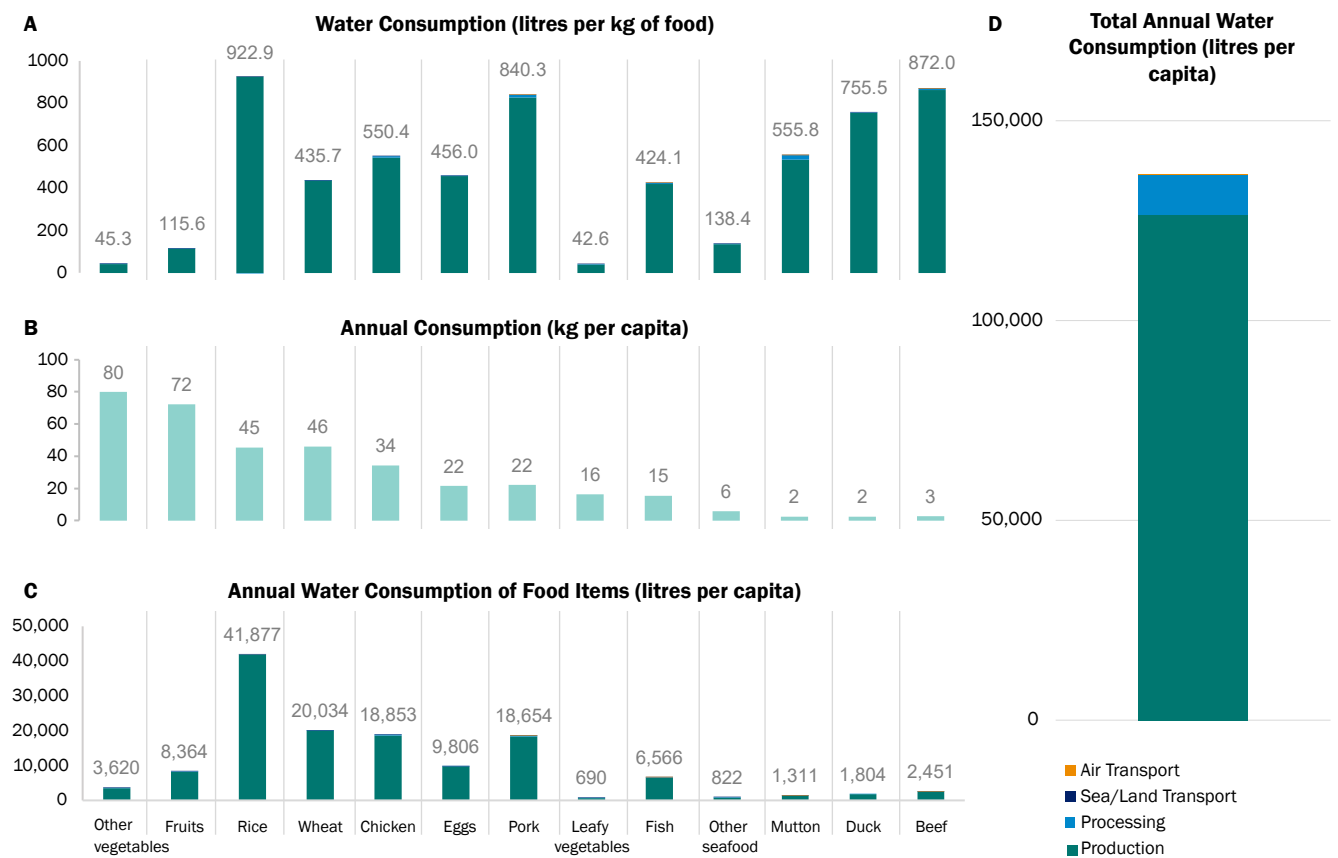 A
Water Consumption (litres per kg of food)
1000
800
600
400
200
0
45.3
115.6
922.9
435.7
550.4
456.0
840.3
42.6
424.1
138.4
555.8
755.5
872.0
B
Annual Consumption (kg per capita)
100
80
60
40
20
0
80
72
45
46
34
22
22
16
15
6
2
2
3
C
Annual Water Consumption of Food Items (litres per capita)
50,000
40,000
30,000
20,000
10,000
0
3,620
8,364
41,877
20,034
18,853
9,806
18,654
690
6,566
822
1,311
1,804
2,451
Other
vegetables
Fruits
Rice
Wheat
Chicken
Eggs
Pork
Leafy
vegetables
Fish
Other
seafood
Mutton
Duck
Beef
D
Total Annual Water
Consumption (litres per
capita)
150,000
100,000
50,000
0
Air Transport
Sea/Land Transport
Processing
Production